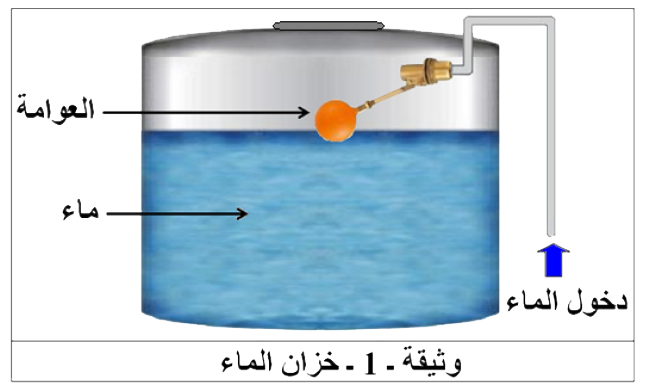 العوامة
ماء
دخول الماء
وثيقة ـ 1 ـ خزان الماء